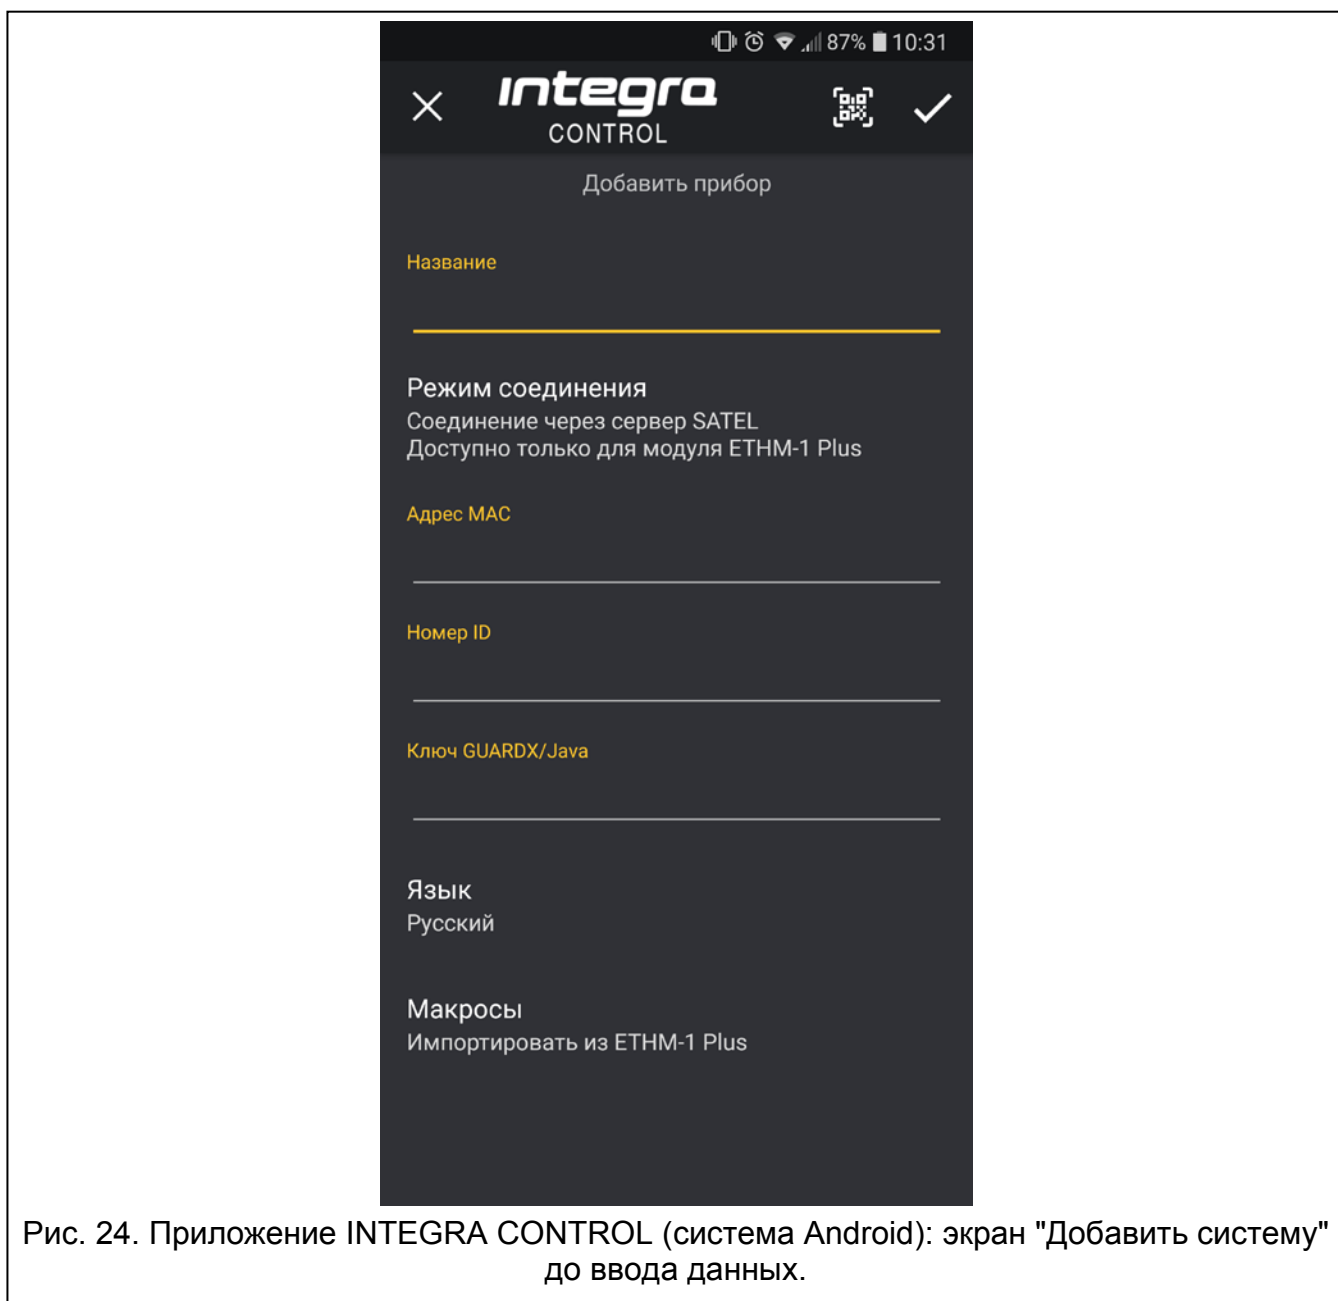 87% 10:31
Integra
CONTROL
Добавить прибор
Название
Режим соединения
Соединение через сервер SATEL
Доступно только для модуля ETHM-1 Plus
Адрес MAC
Номер ID
Ключ GUARDX/Java
Язык
Русский
Макросы
Импортировать из ETHM-1 Plus
Рис. 24. Приложение INTEGRA CONTROL (система Android): экран "Добавить систему"
до ввода данных.